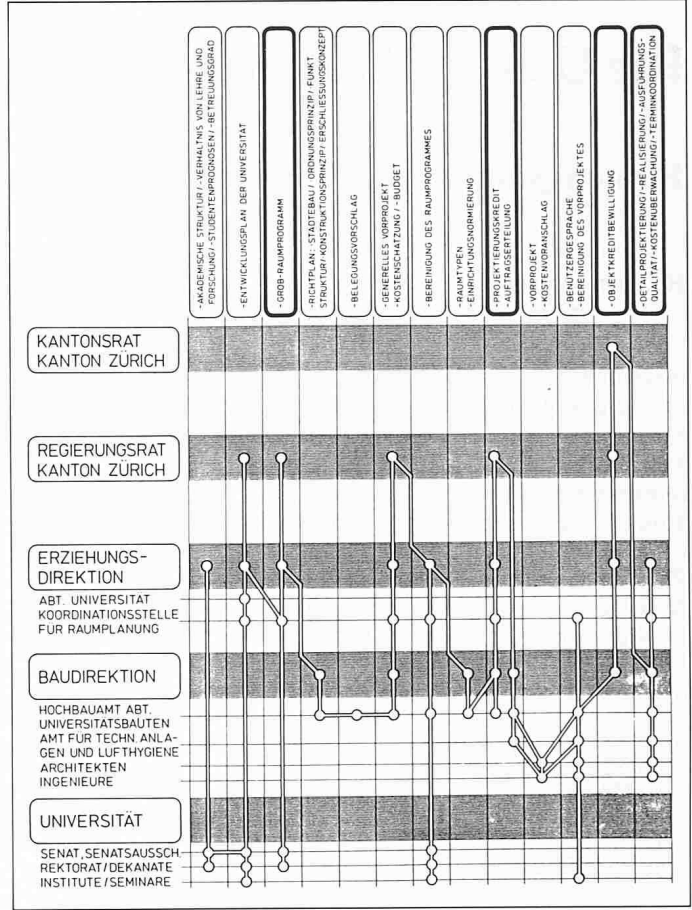 -AKADEMISCHE STRUKTUR/-VERHÄLTNIS VON LEHRE UND
FORSCHUNG/-STUDENTENPROGNOSEN/-BETREUUNGSGRAD
-ENTWICKLUNGSPLAN DER UNIVERSITÄT
-GROB-RAUMPROGRAMM
-RICHTPLAN:-STÄDTEBAU/ ORDNUNGSPRINZIP/ FUNKT.
STRUKTUR/KONSTRUKTIONSPRINZIP/ERSCHLIESSUNGSKONZEPT
-BELEGUNGSVORSCHLAG
-GENERELLES VORPROJEKT
-KOSTENSCHATZUNG/-BUDGET
-BEREINIGUNG DES RAUMPROGRAMMES
-RAUMTYPEN
-EINRICHTUNGSNORMIERUNG
-PROJEKTIERUNGSKREDIT
-AUFTRAGSERTEILUNG
-VORPROJEKT
-KOSTENVORANSCHLAG
-BENUTZERGESPRÄCHE
-BEREINIGUNG DES VORPROJEKTES
-OBJEKTKREDITBEWILLIGUNG
-DETAILPROJEKTIERUNG/-REALISIERUNG/-AUSFÜHRUNGS-
QUALITÄT/-KOSTENÜBERWACHUNG/-TERMINKOORDINATION
KANTONSRAT
KANTON ZÜRICH
REGIERUNGSRAT
KANTON ZÜRICH
ERZIEHUNGS-
DIREKTION
ABT. UNIVERSITÄT
KOORDINATIONSSTELLE
FÜR RAUMPLANUNG
BAUDIREKTION
HOCHBAUAMT ABT.
UNIVERSITÄTSBAUTEN
AMT FÜR TECHN. ANLA-
GEN UND LUFTHYGIENE
ARCHITEKTEN
INGENIEURE
UNIVERSITÄT
SENAT, SENATSAUSSCH.
REKTORAT/DEKANATE
INSTITUTE/SEMINARE